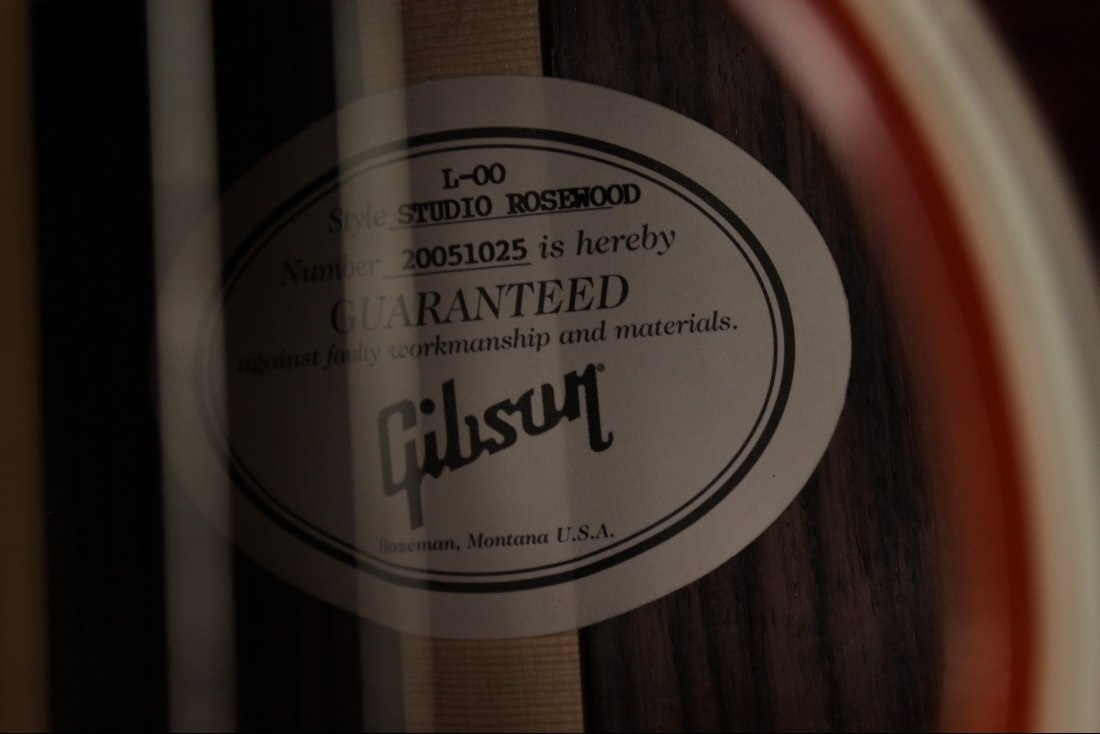 L-00
Style STUDIO ROSEWOOD
Number 20051025 is hereby
GUARANTEED
against faulty workmanship and materials.
Gibson
Bozeman, Montana U.S.A.